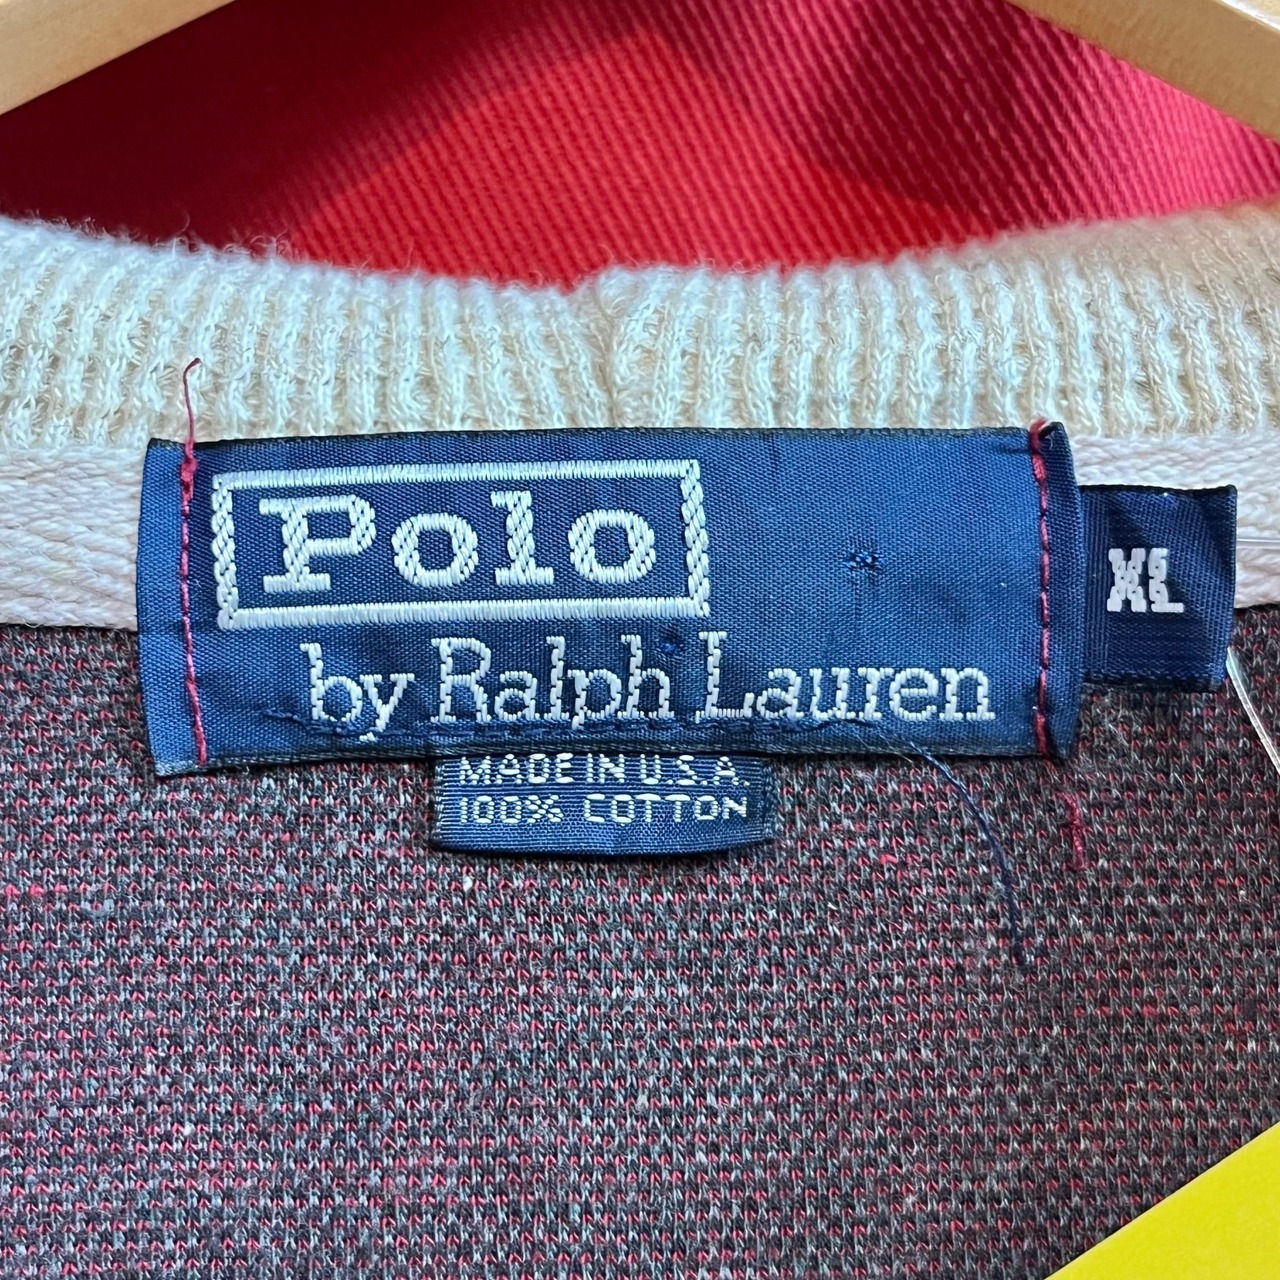 Polo
by Ralph Lauren
XL
MADE IN U.S.A.
100% COTTON